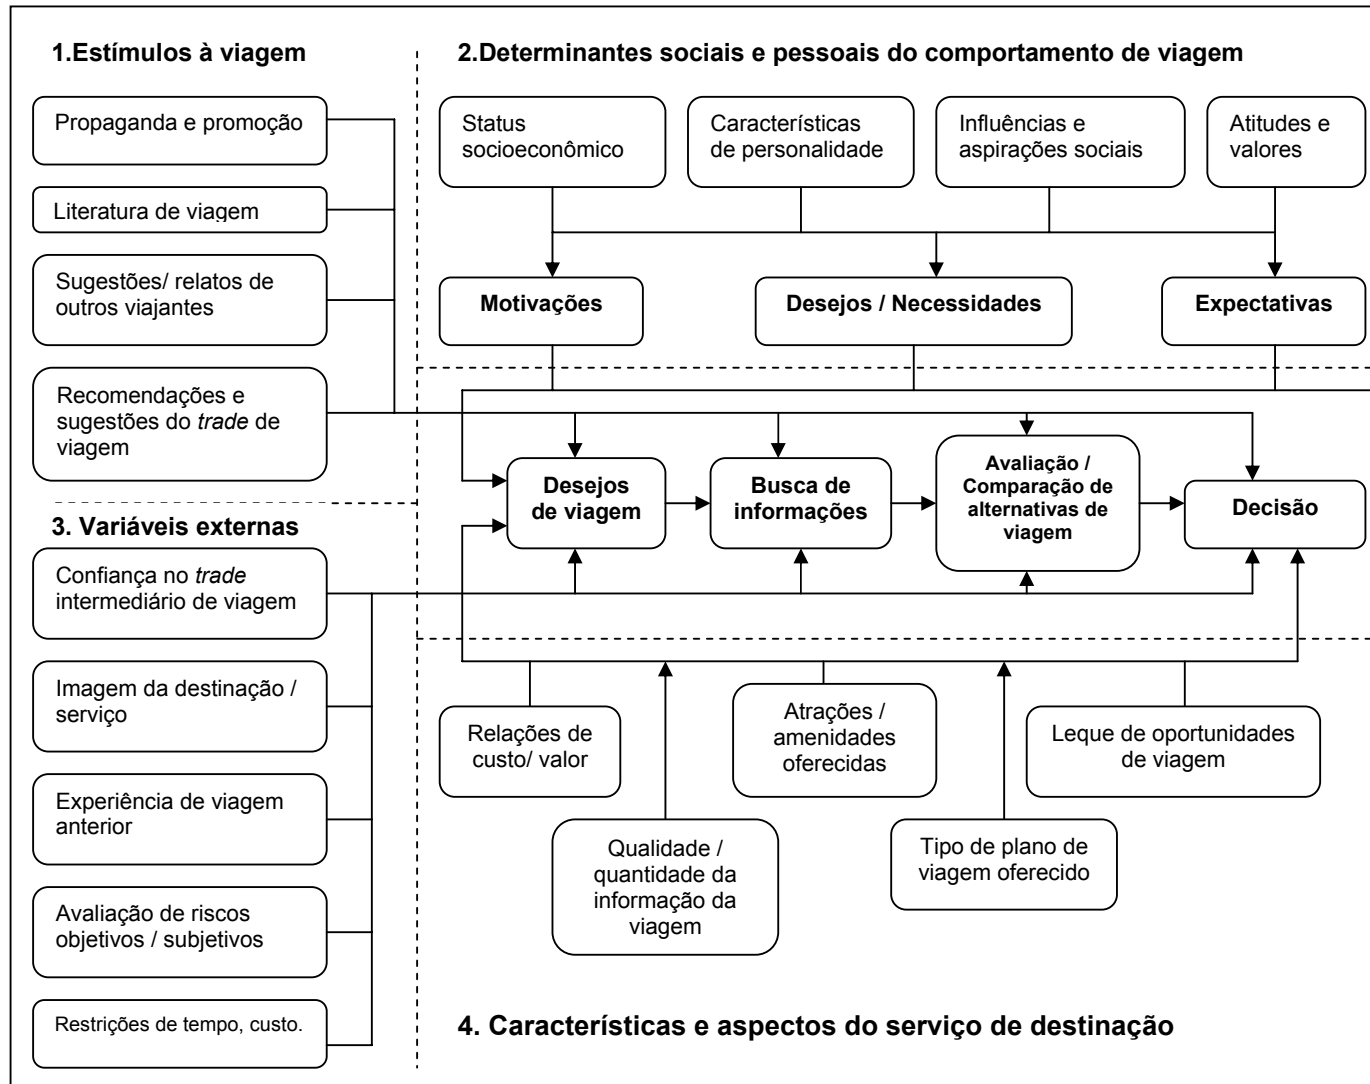 1.Estímulos à viagem
Propaganda e promoção
Literatura de viagem
Sugestões/ relatos de
outros viajantes
Recomendações e
sugestões do trade de
viagem
2.Determinantes sociais e pessoais do comportamento de viagem
Status
socioeconômico
Características
de personalidade
Influências e
aspirações sociais
Atitudes e
valores
Motivações
Desejos / Necessidades
Expectativas
Desejos
de viagem
Busca de
informações
Avaliação /
Comparação de
alternativas de
viagem
Decisão
3. Variáveis externas
Confiança no trade
intermediário de viagem
Imagem da destinação /
serviço
Experiência de viagem
anterior
Avaliação de riscos
objetivos / subjetivos
Restrições de tempo, custo.
Relações de
custo/ valor
Qualidade /
quantidade da
informação da
viagem
Atrações /
amenidades
oferecidas
Tipo de plano de
viagem oferecido
Leque de oportunidades
de viagem
4. Características e aspectos do serviço de destinação